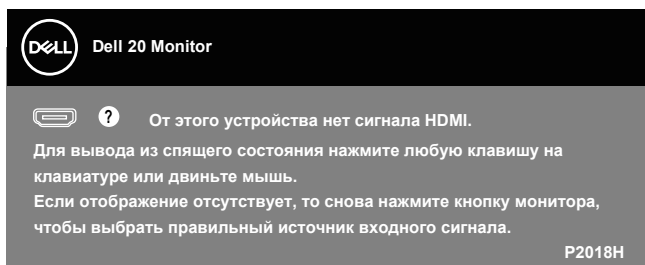 DELL
Dell 20 Monitor
? От этого устройства нет сигнала HDMI.
Для вывода из спящего состояния нажмите любую клавишу на
клавиатуре или двиньте мышь.
Если отображение отсутствует, то снова нажмите кнопку монитора,
чтобы выбрать правильный источник входного сигнала.
P2018H